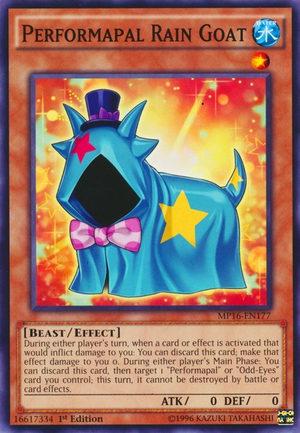 PERFORMAPAL RAIN GOAT
WATER
水
MP16-EN177
[BEAST / EFFECT]
During either player's turn, when a card or effect is activated that
would inflict damage to you: You can discard this card; make that
effect damage to you 0. During either player's Main Phase: You
can discard this card, then target 1 "Performapal" or "Odd-Eyes"
card you control; this turn, it cannot be destroyed by battle or
card effects.
ATK/ 0 DEF/ 0
16617334 1st Edition ©1996 KAZUKI TAKAHASHI